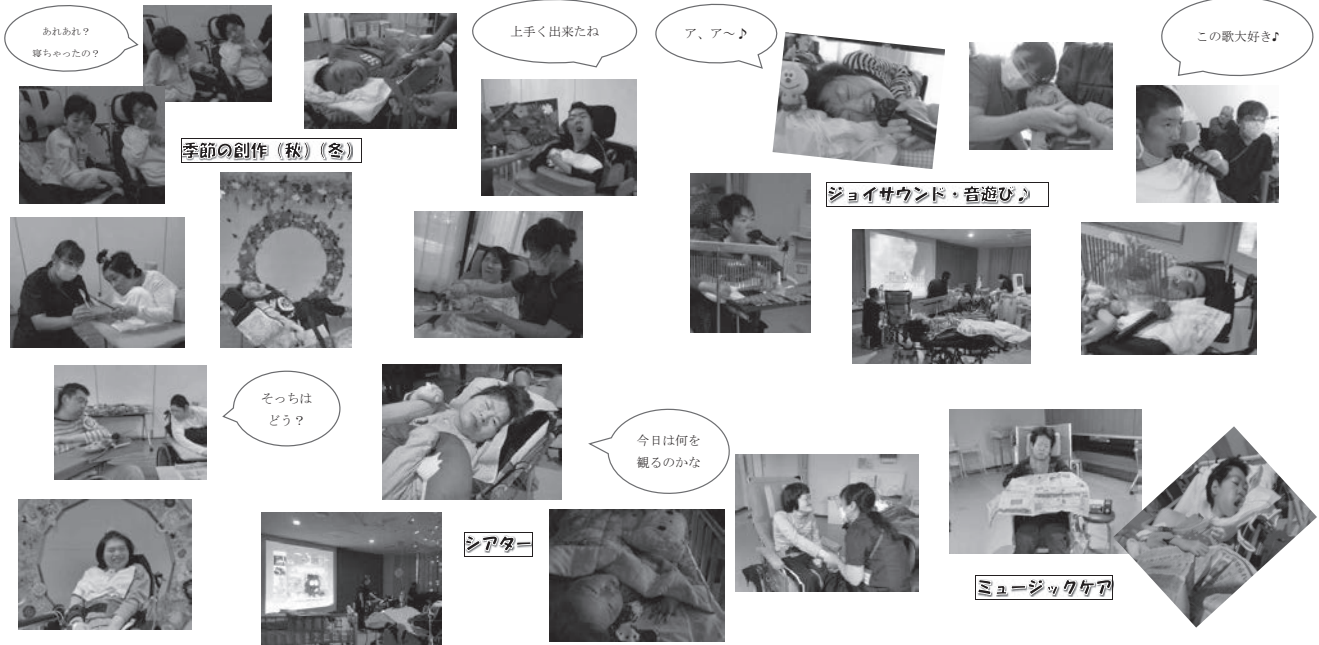 あれあれ？
寝ちゃったの？
上手く出来たね
ア、ア～♪
この歌大好き♪
季節の創作（秋）（冬）
ジョイサウンド・音遊び♪
そっちは
どう？
今日は何を
観るのかな
シアター
ミュージックケア